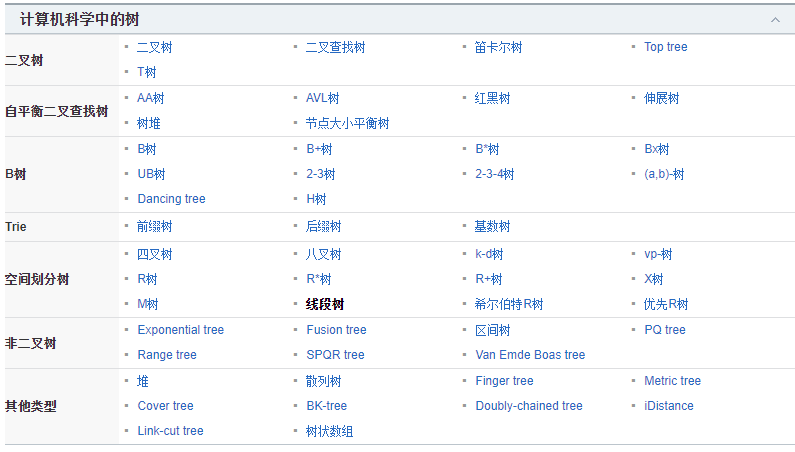 计算机科学中的树
二叉树 二叉树 二叉查找树 笛卡尔树 Top tree
T树
自平衡二叉查找树 AA树 AVL树 红黑树 伸展树
树堆 节点大小平衡树
B树 B树 B+树 B*树 Bx树
UB树 2-3树 2-3-4树 (a,b)-树
Dancing tree H树
Trie 前缀树 后缀树 基数树
空间划分树 四叉树 八叉树 k-d树 vp-树
R树 R*树 R+树 X树
M树 线段树 希尔伯特R树 优先R树
非二叉树 Exponential tree Fusion tree 区间树 PQ tree
Range tree SPQR tree Van Emde Boas tree
其他类型 堆 散列树 Finger tree Metric tree
Cover tree BK-tree Doubly-chained tree iDistance
Link-cut tree 树状数组